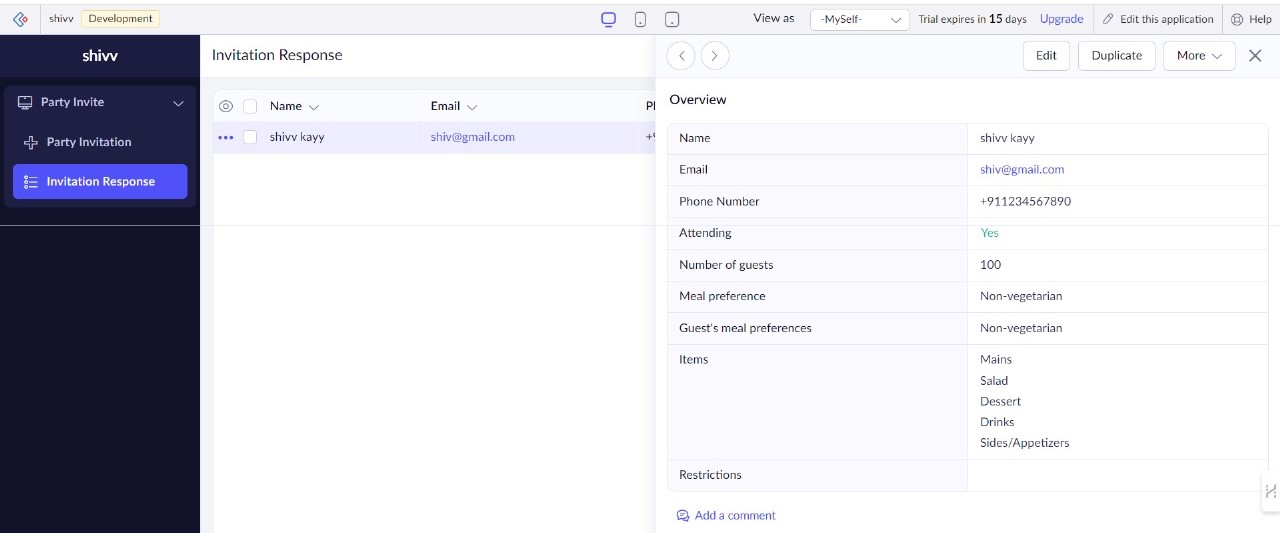 shivv Development View as -MySelf- Trial expires in 15 days Upgrade Edit this application Help
shivv
Party Invite
Party Invitation
Invitation Response
Invitation Response
Name Email
shivv kayy shiv@gmail.com
Edit Duplicate More
Overview
Name shivv kayy
Email shiv@gmail.com
Phone Number +911234567890
Attending Yes
Number of guests 100
Meal preference Non-vegetarian
Guest's meal preferences Non-vegetarian
Items Mains
Salad
Dessert
Drinks
Sides/Appetizers
Restrictions
Add a comment